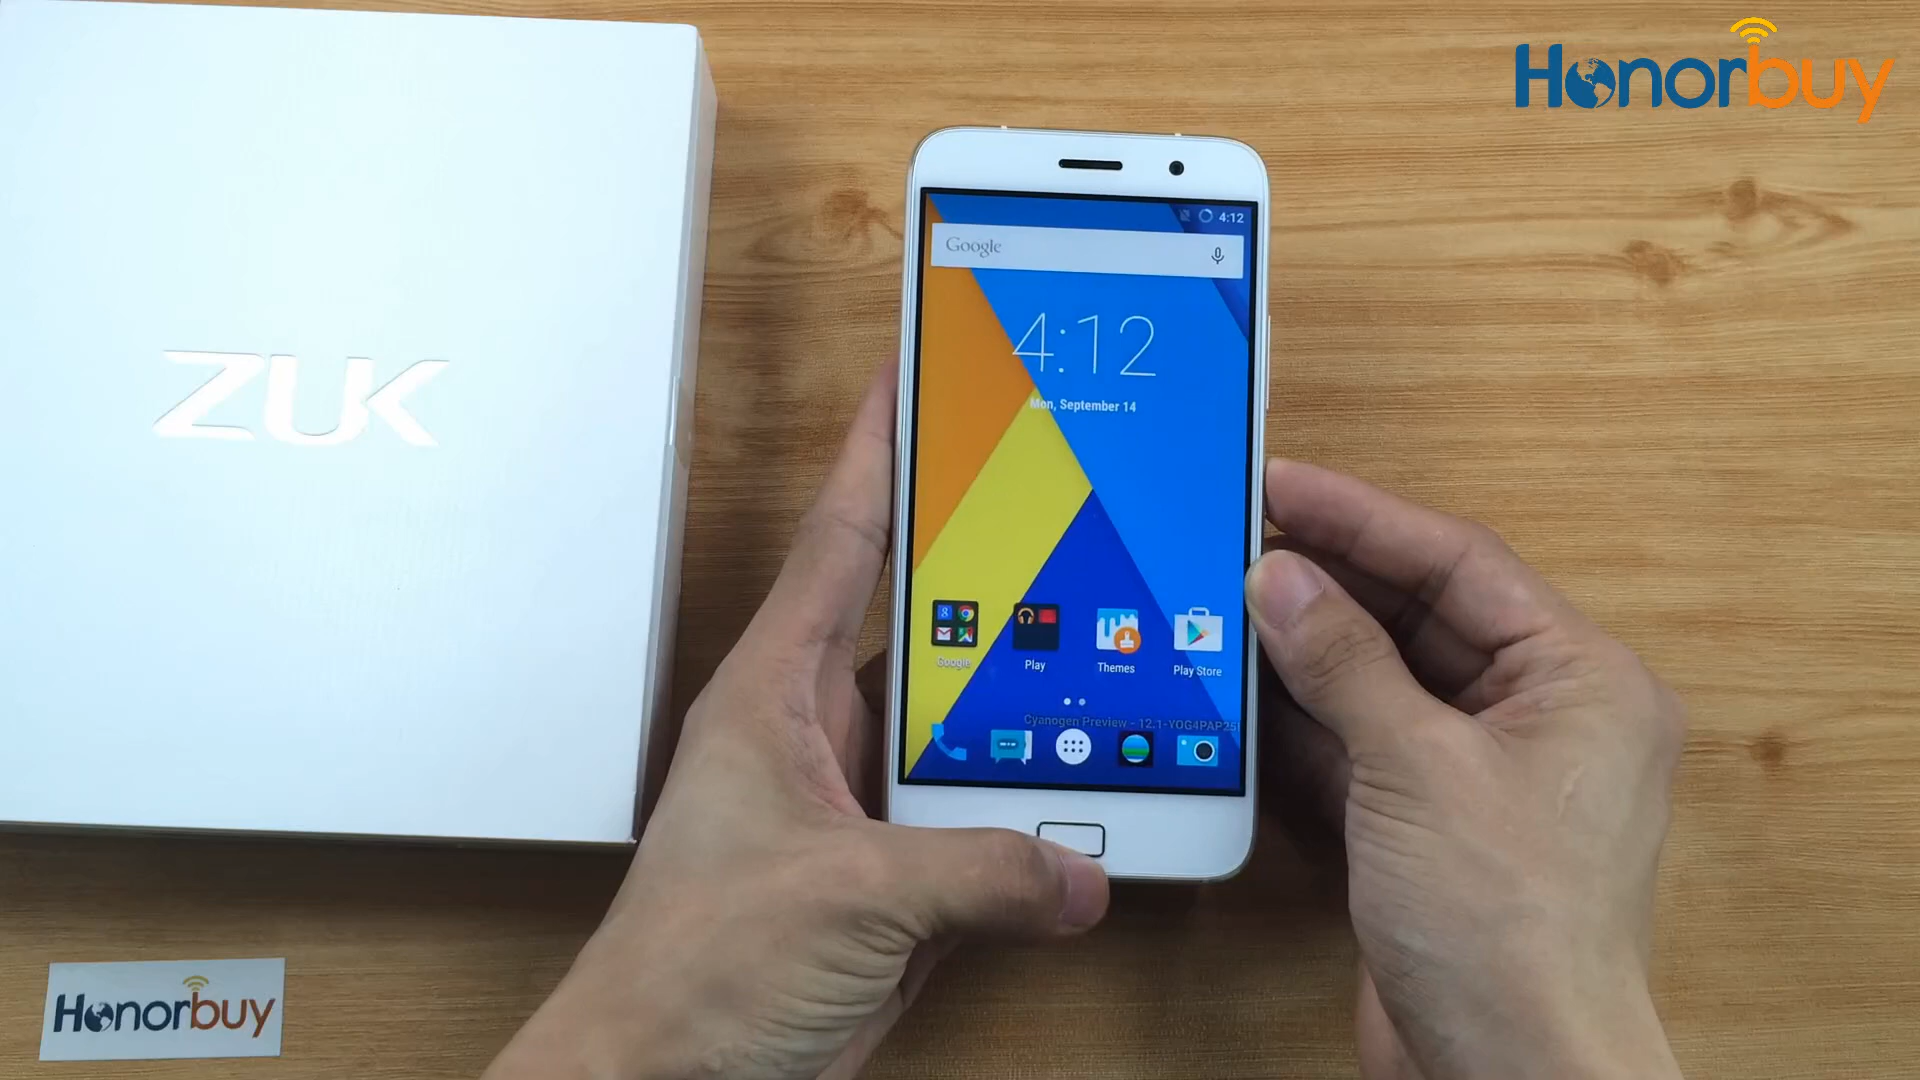 Honorbuy
ZUK
4:12
Google
4:12
Mon, September 14
Google
Play
Themes
Play Store
Cyanogen Preview - 12.1-YOG4PAP25I
Honorbuy